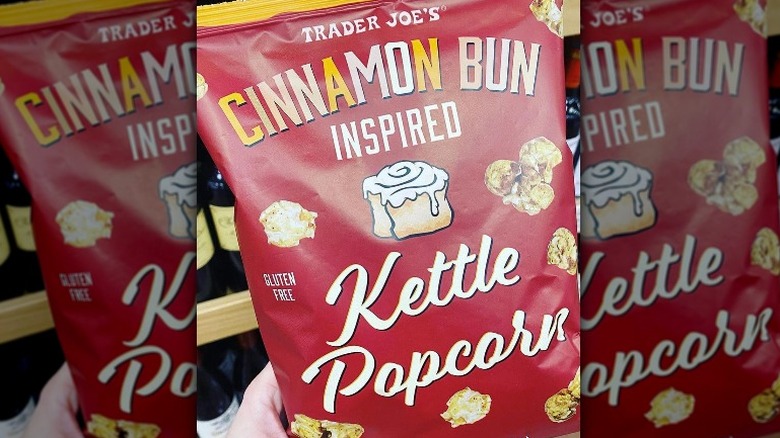 TRADER JOE'S
CINNAMON BUN
INSPIRED
GLUTEN
FREE
Kettle
Popcorn